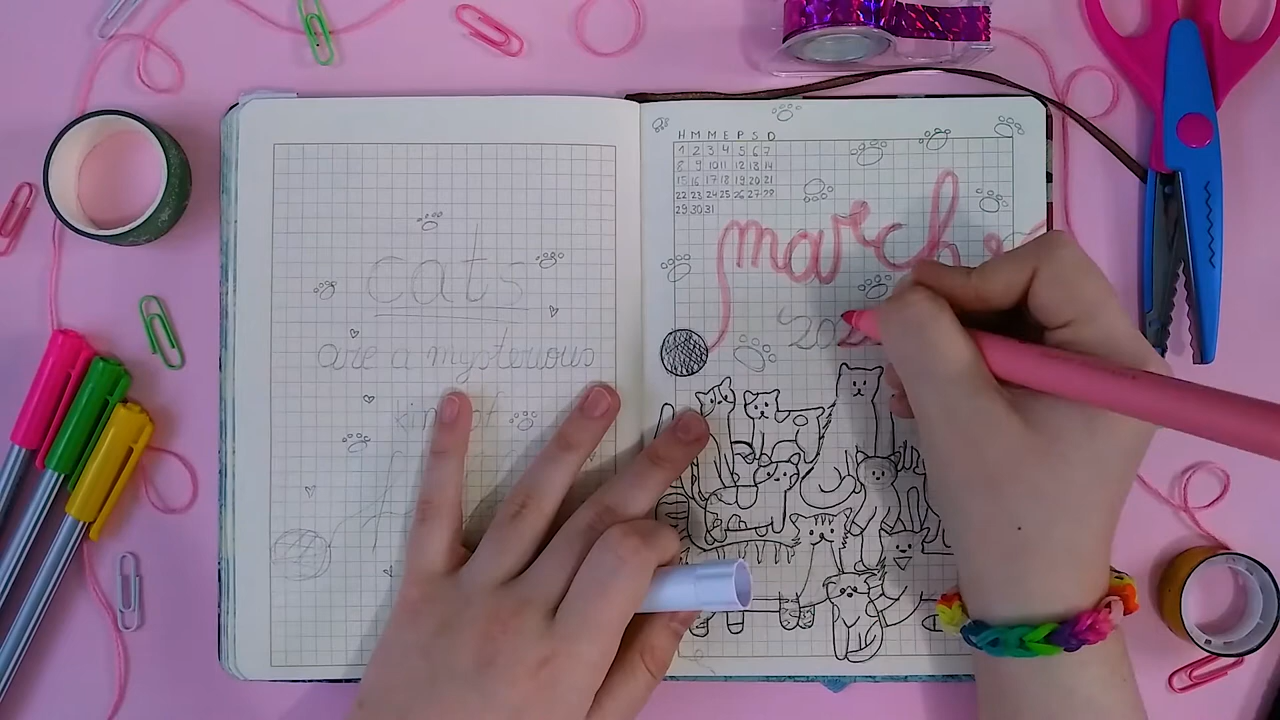 cats
are a mysterious
kind of
H M M E P S D
1 2 3 4 5 6 7
8 9 10 11 12 13 14
15 16 17 18 19 20 21
22 23 24 25 26 27 28
29 30 31
march
202